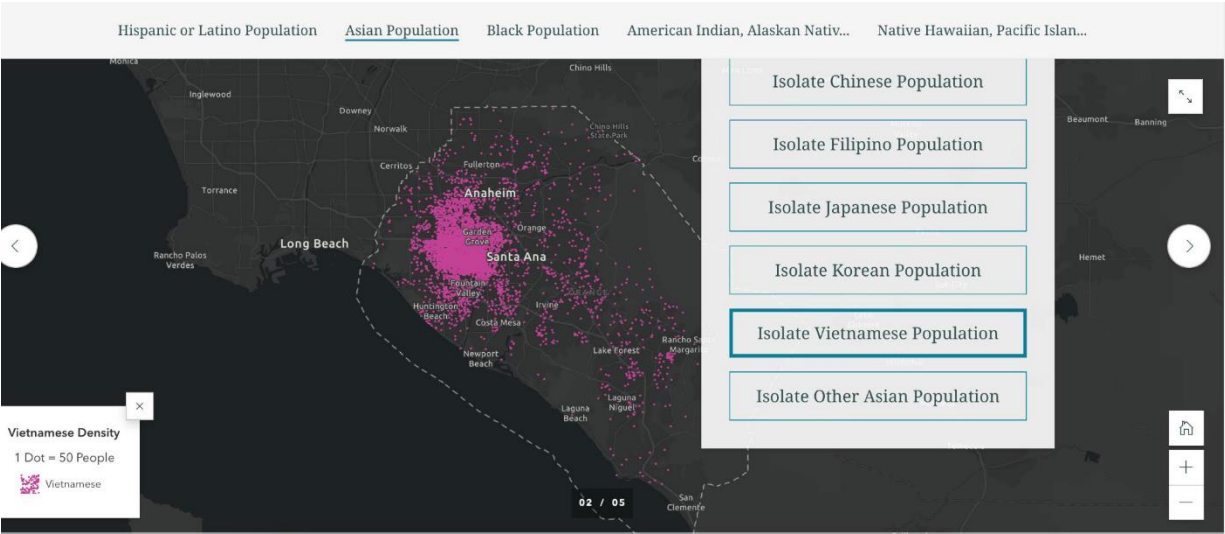 Hispanic or Latino Population
Asian Population
Black Population
American Indian, Alaskan Nativ...
Native Hawaiian, Pacific Islan...
Monica
Inglewood
Downey
Norwalk
Chino Hills
Chino Hills
State Park
Cerritos
Fullerton
Torrance
Anaheim
Garden
Grove
Orange
Long Beach
Santa Ana
Rancho Palos
Verdes
Fountain
Valley
ORANGE
Huntington
Beach
Irvine
Costa Mesa
Newport
Beach
Lake Forest
Rancho Sa
Margari
Laguna
Niguel
Laguna
Beach
San
Clemente
Beaumont
Banning
Hemet
Isolate Chinese Population
Isolate Filipino Population
Isolate Japanese Population
Isolate Korean Population
Isolate Vietnamese Population
Isolate Other Asian Population
Vietnamese Density
1 Dot = 50 People
Vietnamese
02 / 05